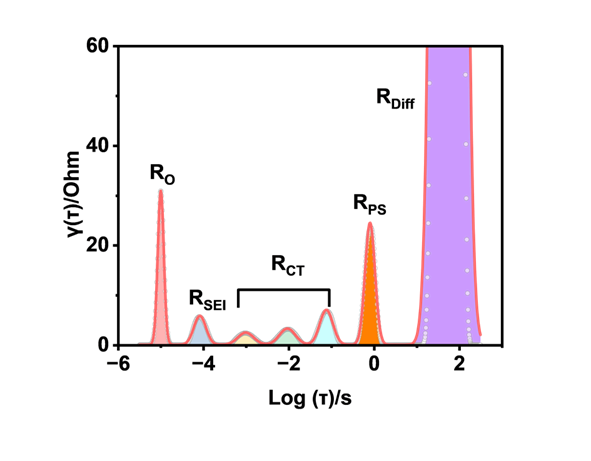 60
40
20
0
γ(τ)/Ohm
R_O
R_SEI
R_CT
R_PS
R_Diff
−6 −4 −2 0 2
Log (τ)/s